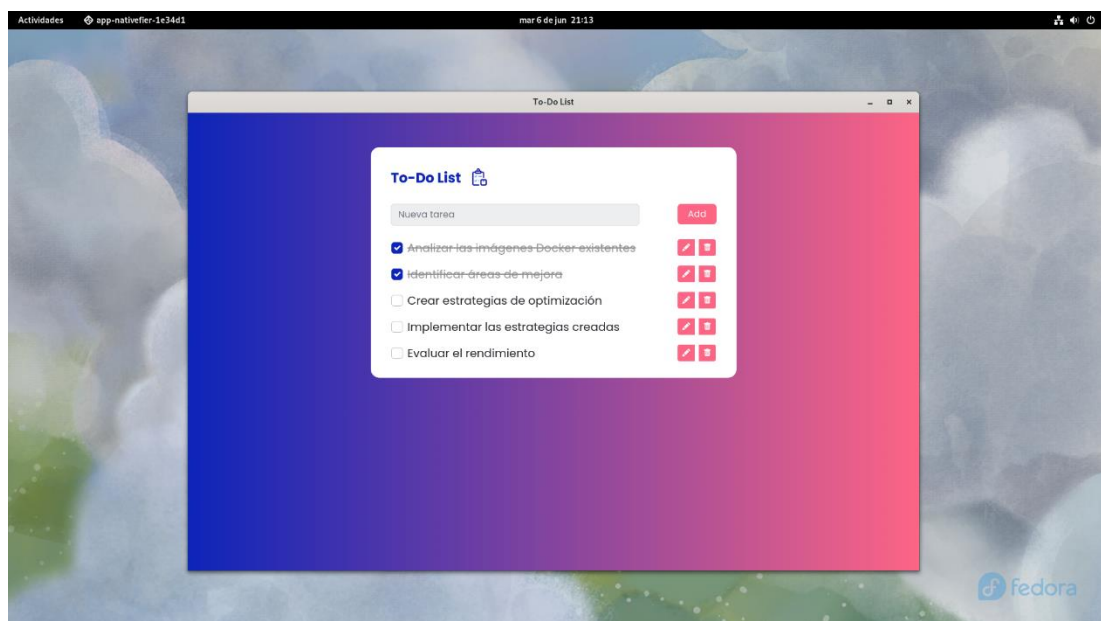 Actividades app-nativefier-1e34d1 mar 6 de jun 21:13
To-Do List
To-Do List
Nueva tarea Add
Analizar las imágenes Docker existentes
Identificar áreas de mejora
Crear estrategias de optimización
Implementar las estrategias creadas
Evaluar el rendimiento
fedora